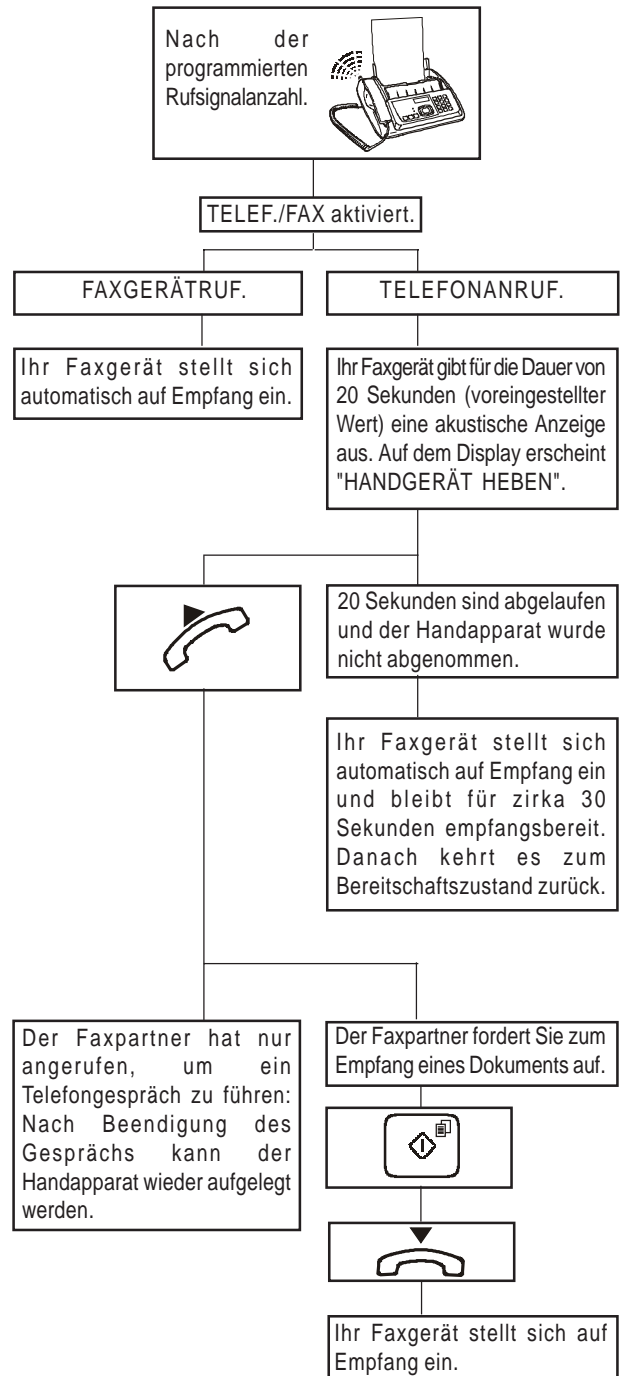 Nach der
programmierten
Rufsignalanzahl.
TELEF./FAX aktiviert.
FAXGERÄTRUF.
TELEFONANRUF.
Ihr Faxgerät stellt sich
automatisch auf Empfang ein.
Ihr Faxgerät gibt für die Dauer von
20 Sekunden (voreingestellter
Wert) eine akustische Anzeige
aus. Auf dem Display erscheint
"HANDGERÄT HEBEN".
20 Sekunden sind abgelaufen
und der Handapparat wurde
nicht abgenommen.
Ihr Faxgerät stellt sich
automatisch auf Empfang ein
und bleibt für zirka 30
Sekunden empfangsbereit.
Danach kehrt es zum
Bereitschaftszustand zurück.
Der Faxpartner hat nur
angerufen, um ein
Telefongespräch zu führen:
Nach Beendigung des
Gesprächs kann der
Handapparat wieder aufgelegt
werden.
Der Faxpartner fordert Sie zum
Empfang eines Dokuments auf.
Ihr Faxgerät stellt sich auf
Empfang ein.